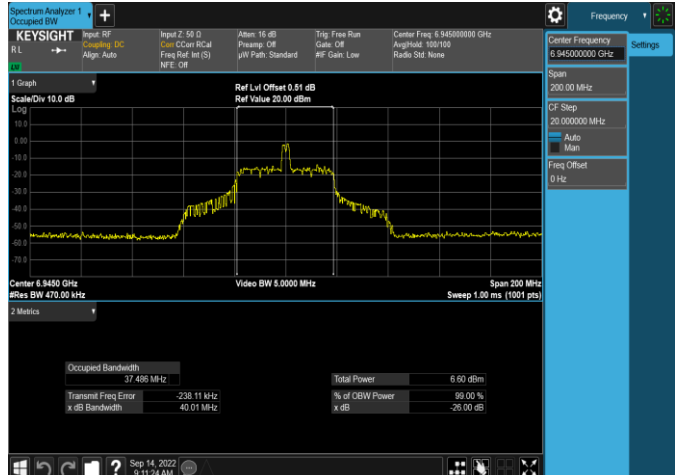 Spectrum Analyzer 1
Occupied BW
Frequency
KEYSIGHT
Input: RF
Input Z: 50 Ω
Atten: 16 dB
Trig: Free Run
Center Freq: 6.945000000 GHz
R L
Coupling: DC
Corr CCorr RCal
Preamp: Off
Gate: Off
Avg|Hold: 100/100
Align: Auto
Freq Ref: Int (S)
µW Path: Standard
#IF Gain: Low
Radio Std: None
NFE: Off
Center Frequency
6.945000000 GHz
Settings
Span
200.00 MHz
CF Step
20.000000 MHz
Auto
Man
Freq Offset
0 Hz
1 Graph
Ref Lvl Offset 0.51 dB
Scale/Div 10.0 dB
Ref Value 20.00 dBm
Log
10.0
0.00
-10.0
-20.0
-30.0
-40.0
-50.0
-60.0
-70.0
Center 6.9450 GHz
Video BW 5.0000 MHz
Span 200 MHz
#Res BW 470.00 kHz
Sweep 1.00 ms (1001 pts)
2 Metrics
Occupied Bandwidth
37.486 MHz
Total Power
6.60 dBm
Transmit Freq Error
-238.11 kHz
% of OBW Power
99.00 %
x dB Bandwidth
40.01 MHz
x dB
-26.00 dB
?
Sep 14, 2022
9:11:24 AM